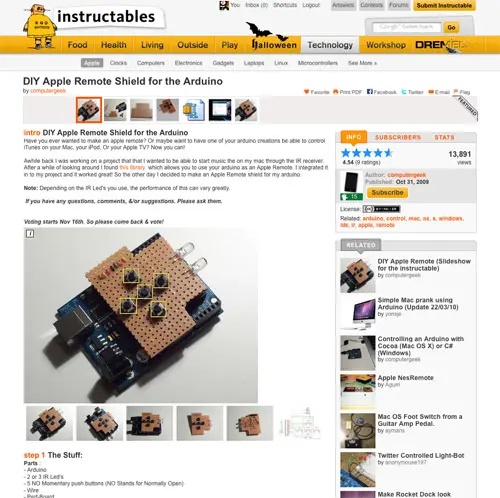 instructables
You
Inbox (0)
Shoutouts
Logout
Answers
Contests
Forums
Submit Instructable
Google Search
Go
Food
Health
Living
Outside
Play
Halloween
Technology
Workshop
DREMEL
Apple
Clocks
Computers
Electronics
Gadgets
Laptops
Linux
Microcontrollers
See More »
DIY Apple Remote Shield for the Arduino
by computergeek
Favorite
Print PDF
Facebook
Twitter
E-Mail
Flag
FEATURED
intro DIY Apple Remote Shield for the Arduino
Have you ever wanted to make an apple remote? Or maybe want to have one of your arduino creations be able to control
iTunes on your Mac, your iPod, Or your Apple TV? Now you can!
Awhile back I was working on a project that that I wanted to be able to start music the on my mac through the IR receiver.
After a while of looking around I found this library which allows you to use your arduino as an Apple Remote. I integrated it
in to my project and it worked great! So the other day I decided to make an Apple Remote shield for my arduino.
Note: Depending on the IR Led's you use, the performance of this can vary greatly.
If you have any questions, comments, &/or suggestions. Please ask them.
Voting starts Nov 16th. So please come back & vote!
i
step 1 The Stuff:
Parts :
- Arduino
- 2 or 3 IR Led's
- 5 NO Momentary push buttons (NO Stands for Normally Open)
- Wire
- Perf-Board
INFO
SUBSCRIBERS
STATS
4.54 (9 ratings)
13,891
views
Author: computergeek
Published: Oct 31, 2009
Subscribe
15
License:
Related: arduino, control, mac, os, x, windows,
ide, ir, apple, remote
RELATED
DIY Apple Remote (Slideshow
for the instructable)
by computergeek
Simple Mac prank using
Arduino (Update 22/03/10)
by yonsje
Controlling an Arduino with
Cocoa (Mac OS X) or C#
(Windows)
by computergeek
Apple NesRemote
by Agurri
Mac OS Foot Switch from a
Guitar Amp Pedal.
by aymans
Twitter Controlled Light-Bot
by anonymouse197
Make Rocket Dock look